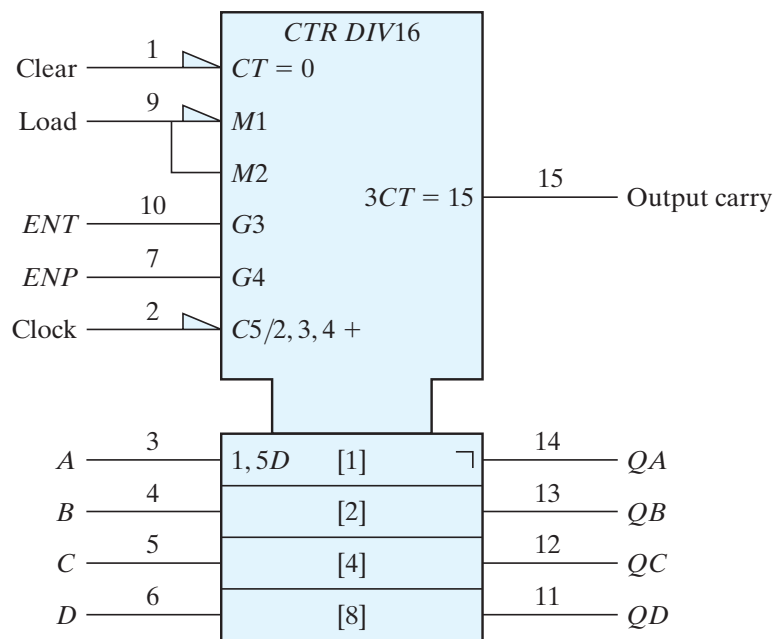 CTR DIV16
Clear 1 CT = 0
Load 9 M1
M2
3CT = 15 15 Output carry
ENT 10 G3
ENP 7 G4
Clock 2 C5/2, 3, 4 +
A 3 1, 5D [1] ㄱ 14 QA
B 4 [2] 13 QB
C 5 [4] 12 QC
D 6 [8] 11 QD